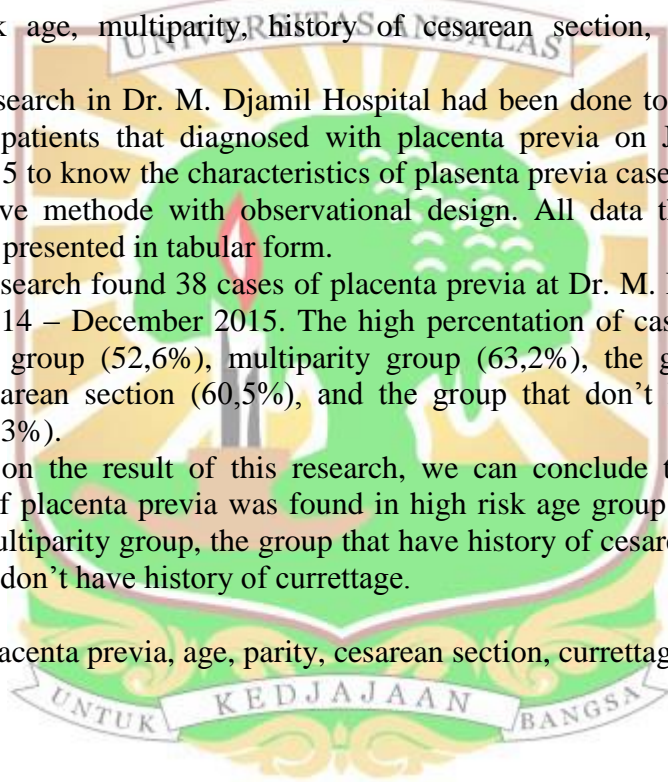 k age, multiparity, history of cesarean section,
UNIVERSITAS ANDALAS
search in Dr. M. Djamil Hospital had been done to
patients that diagnosed with placenta previa on J
5 to know the characteristics of plasenta previa case
ve methode with observational design. All data th
presented in tabular form.
search found 38 cases of placenta previa at Dr. M. D
14 – December 2015. The high percentation of cas
group (52,6%), multiparity group (63,2%), the g
arean section (60,5%), and the group that don't
3%).
on the result of this research, we can conclude t
f placenta previa was found in high risk age group
ultiparity group, the group that have history of cesar
don't have history of currettage.
acenta previa, age, parity, cesarean section, currettag
UNTUK KEDJAJAAN BANGSA